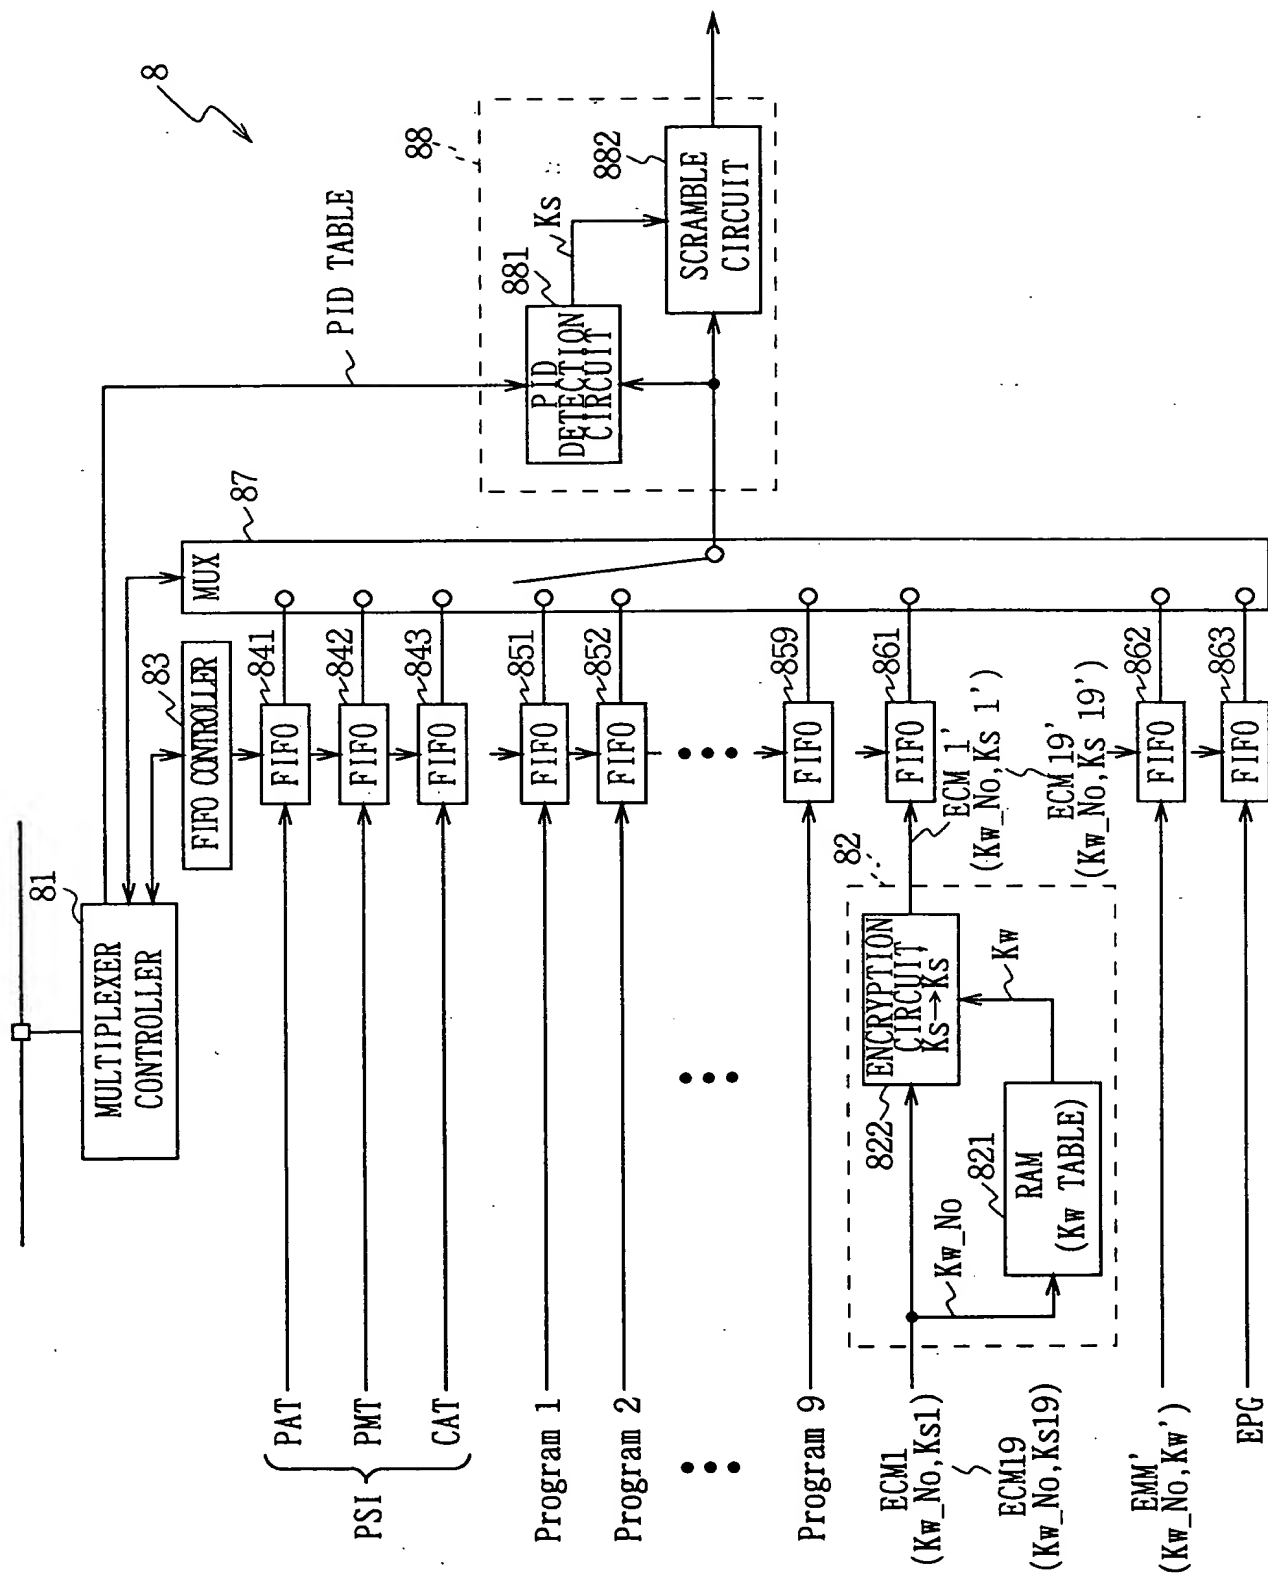 8
81
MULTIPLEXER
CONTROLLER
83
FIFO CONTROLLER
87
MUX
PID TABLE
88
881
PID
DETECTION
CIRCUIT
Ks
882
SCRAMBLE
CIRCUIT
PSI
PAT
FIFO
841
PMT
FIFO
842
CAT
FIFO
843
Program 1
FIFO
851
Program 2
FIFO
852
Program 9
FIFO
859
ECM1
(Kw_No,Ks1)
ECM19
(Kw_No,Ks19)
82
822
ENCRYPTION
CIRCUIT
Ks→Ks'
Kw_No
821
RAM
(Kw TABLE)
Kw
FIFO
861
ECM 1'
(Kw_No,Ks 1')
ECM 19'
(Kw_No,Ks 19')
EMM'
(Kw_No,Kw')
FIFO
862
EPG
FIFO
863